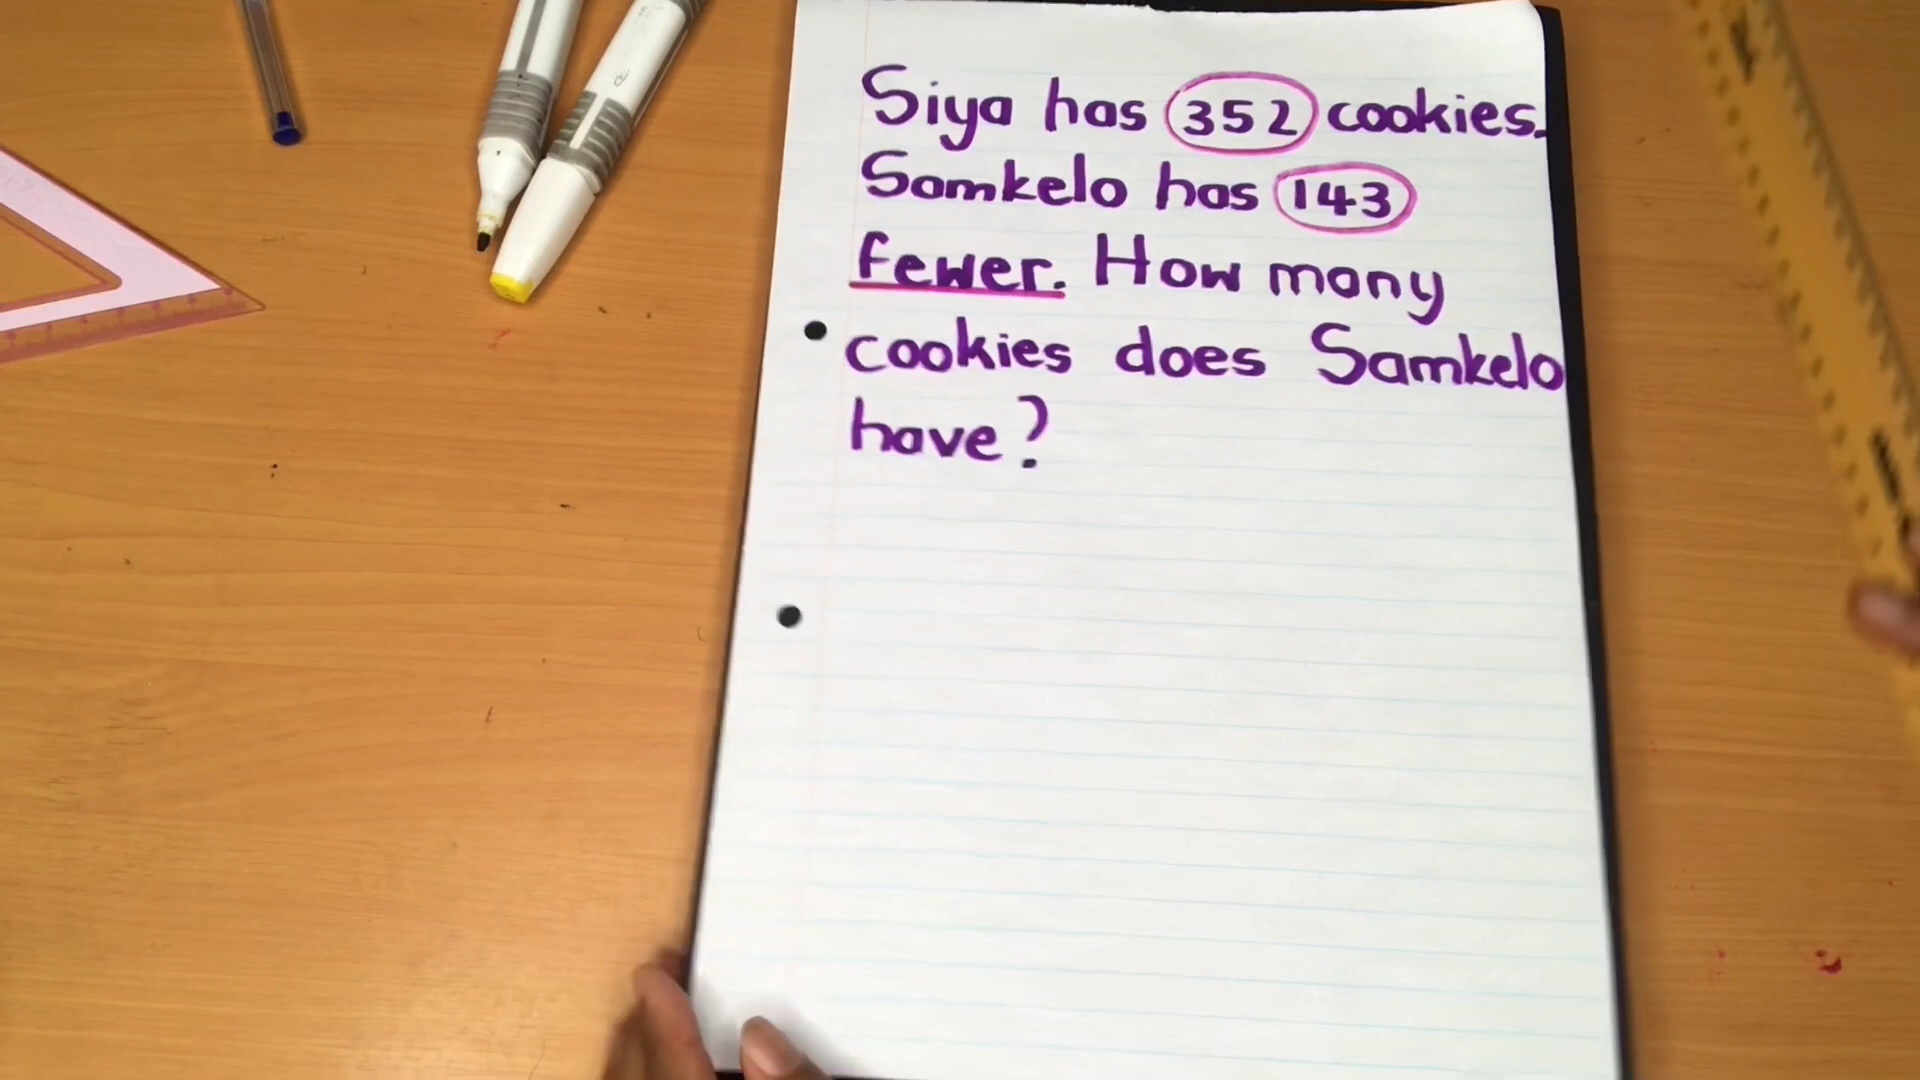 Siya has 352 cookies.
Samkelo has 143
fewer. How many
cookies does Samkelo
have?